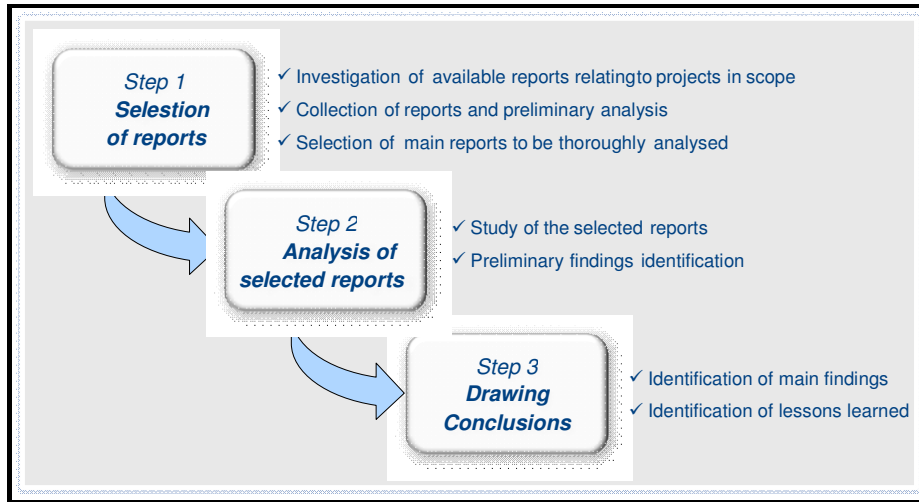 Step 1
Selestion
of reports
✓ Investigation of available reports relatingto projects in scope
✓ Collection of reports and preliminary analysis
✓ Selection of main reports to be thoroughly analysed
Step 2
Analysis of
selected reports
✓ Study of the selected reports
✓ Preliminary findings identification
Step 3
Drawing
Conclusions
✓ Identification of main findings
✓ Identification of lessons learned